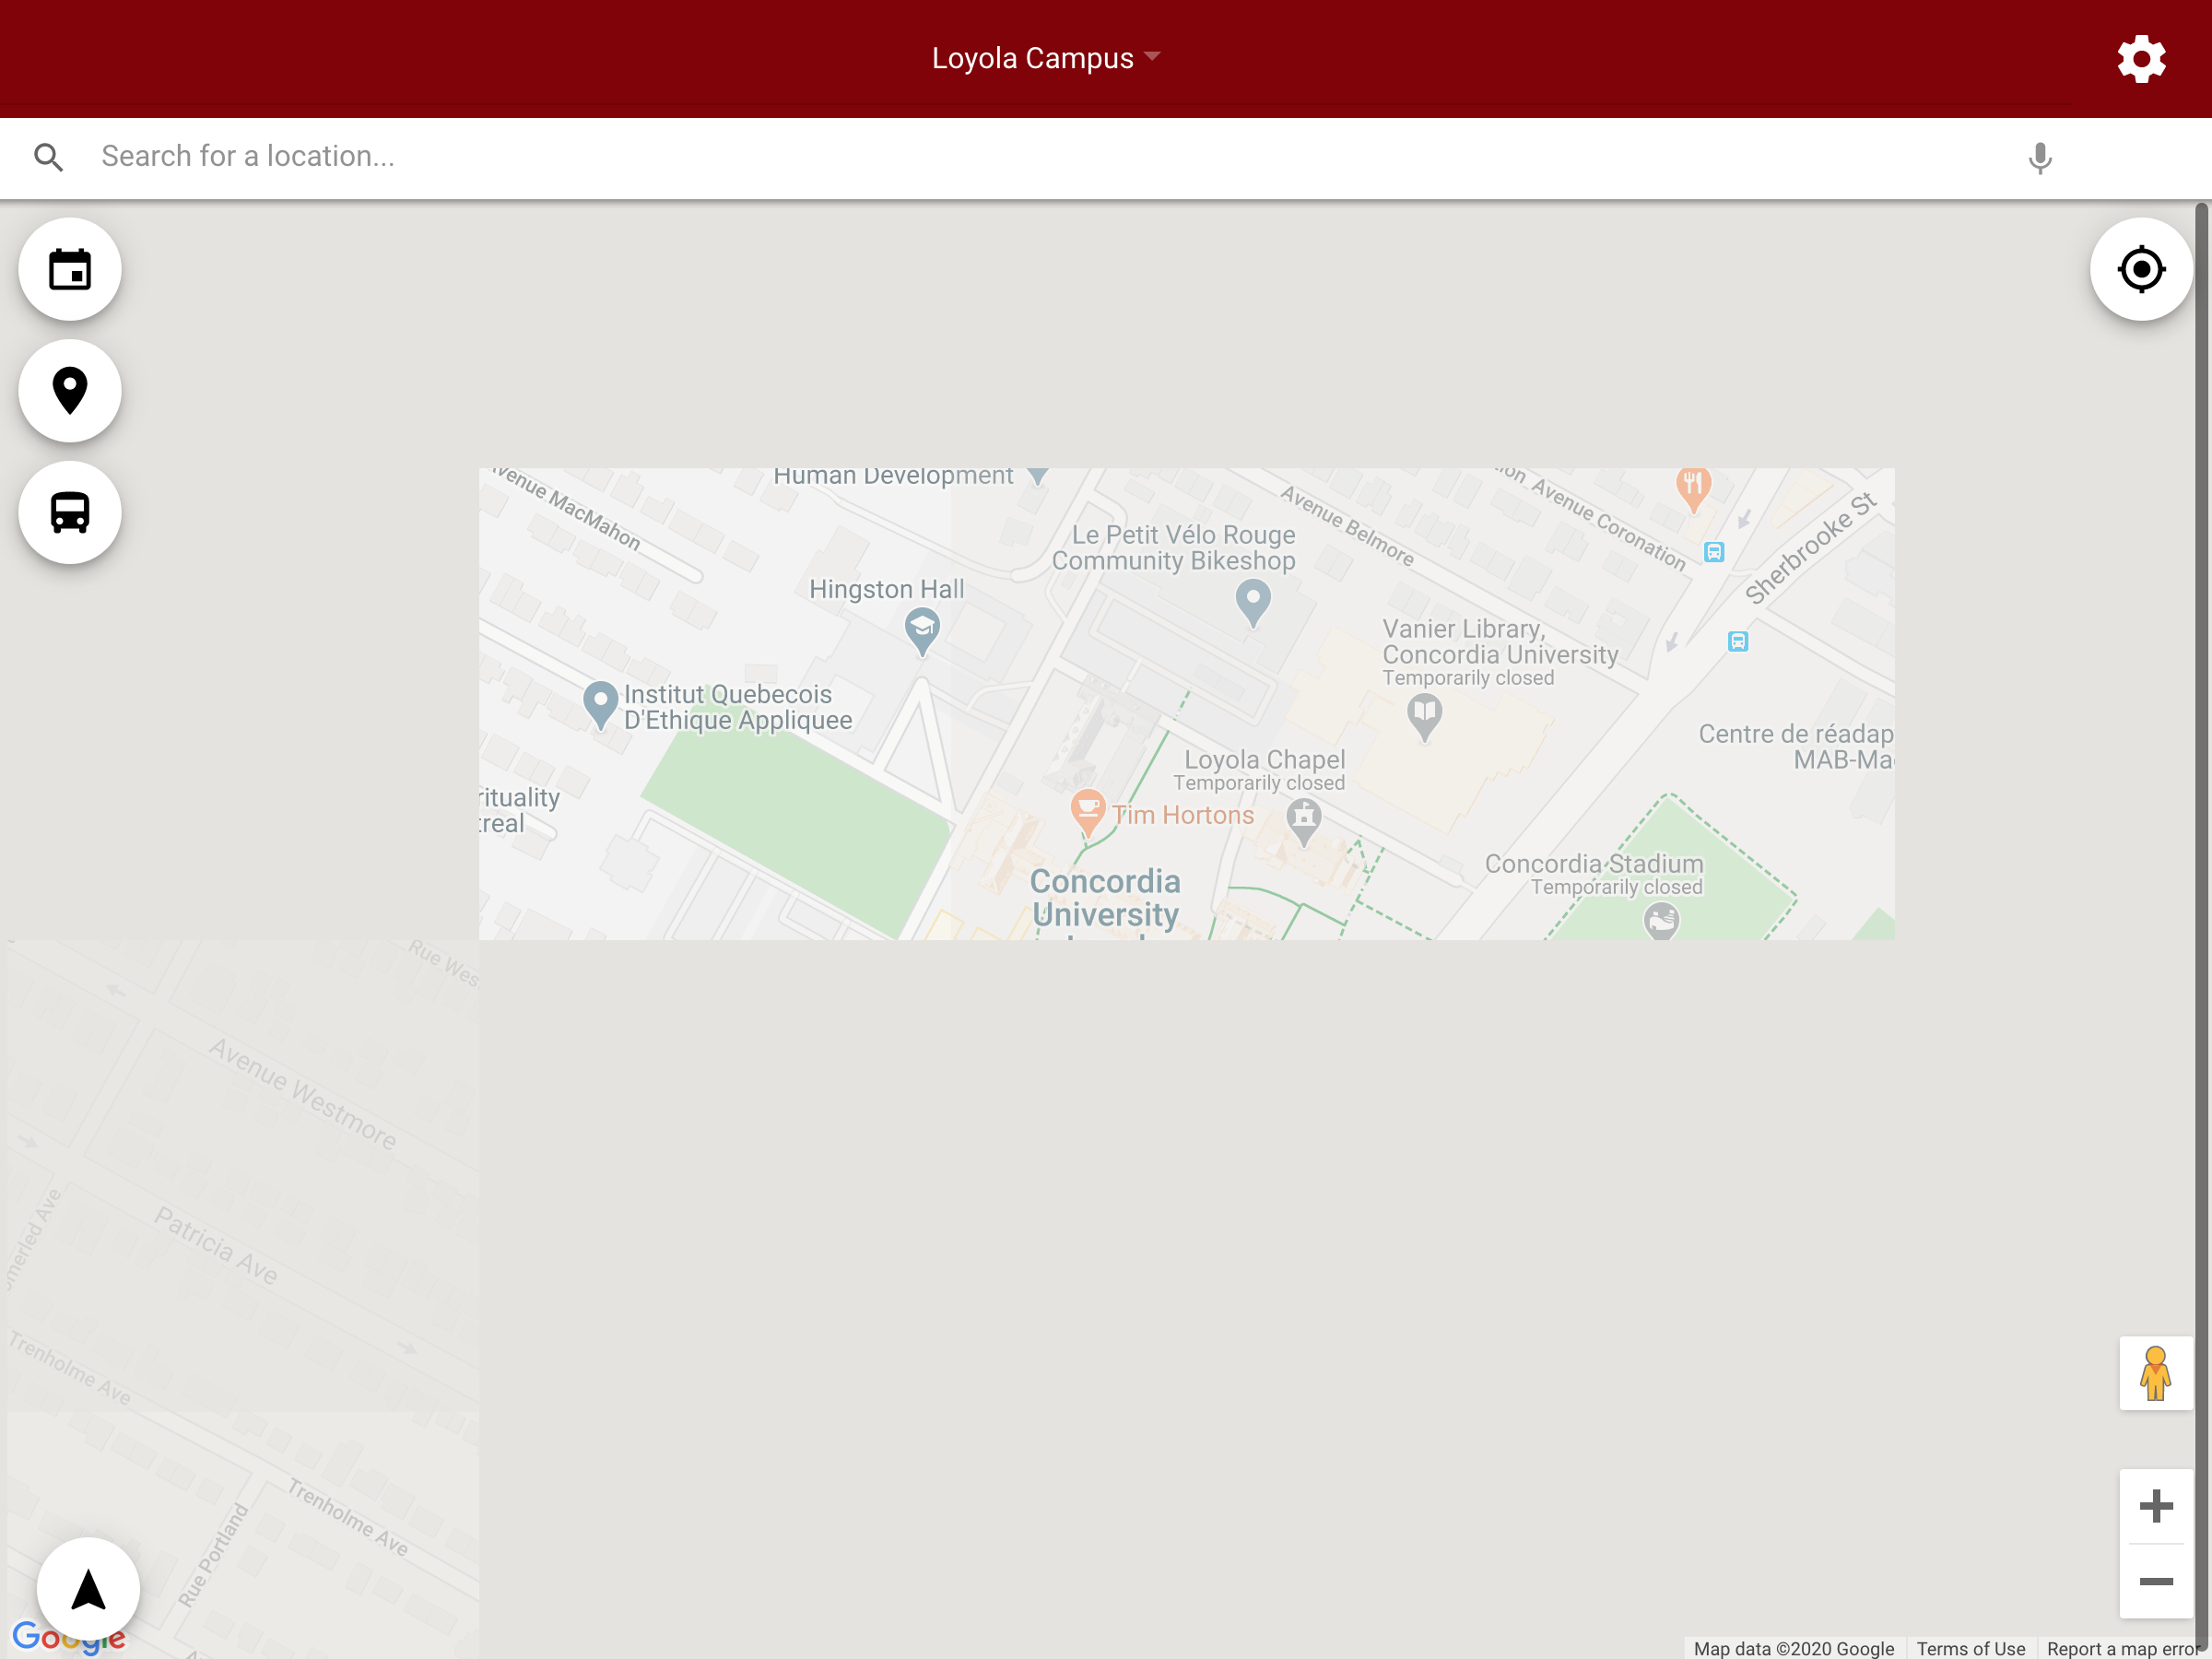 Loyola Campus
Search for a location...
Avenue MacMahon
Human Development
Avenue Belmore
Avenue Coronation
Sherbrooke St
Le Petit Vélo Rouge
Community Bikeshop
Hingston Hall
Vanier Library,
Concordia University
Temporarily closed
Institut Quebecois
D'Ethique Appliquee
Centre de réadap
MAB-Ma
Loyola Chapel
Temporarily closed
rituality
treal
Tim Hortons
Concordia Stadium
Temporarily closed
Concordia
University
Rue Wes
Avenue Westmore
Patricia Ave
merled Ave
Trenholme Ave
Trenholme Ave
Rue Portland
Google
Map data ©2020 Google
Terms of Use
Report a map error